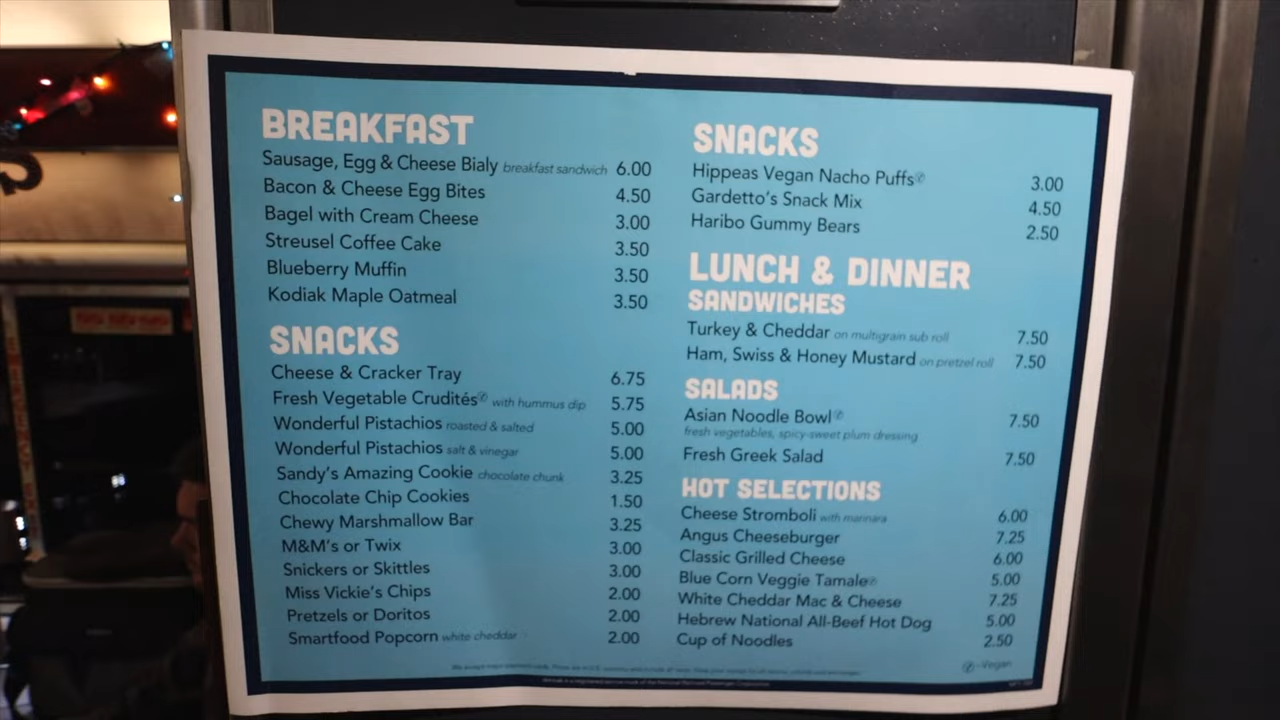 BREAKFAST
Sausage, Egg & Cheese Bialy breakfast sandwich 6.00
Bacon & Cheese Egg Bites 4.50
Bagel with Cream Cheese 3.00
Streusel Coffee Cake 3.50
Blueberry Muffin 3.50
Kodiak Maple Oatmeal 3.50
SNACKS
Cheese & Cracker Tray 6.75
Fresh Vegetable Crudités Ⓥ with hummus dip 5.75
Wonderful Pistachios roasted & salted 5.00
Wonderful Pistachios salt & vinegar 5.00
Sandy's Amazing Cookie chocolate chunk 3.25
Chocolate Chip Cookies 1.50
Chewy Marshmallow Bar 3.25
M&M's or Twix 3.00
Snickers or Skittles 3.00
Miss Vickie's Chips 2.00
Pretzels or Doritos 2.00
Smartfood Popcorn white cheddar 2.00
SNACKS
Hippeas Vegan Nacho Puffs Ⓥ 3.00
Gardetto's Snack Mix 4.50
Haribo Gummy Bears 2.50
LUNCH & DINNER
SANDWICHES
Turkey & Cheddar on multigrain sub roll 7.50
Ham, Swiss & Honey Mustard on pretzel roll 7.50
SALADS
Asian Noodle Bowl Ⓥ 7.50
fresh vegetables, spicy-sweet plum dressing
Fresh Greek Salad 7.50
HOT SELECTIONS
Cheese Stromboli with marinara 6.00
Angus Cheeseburger 7.25
Classic Grilled Cheese 6.00
Blue Corn Veggie Tamale Ⓥ 5.00
White Cheddar Mac & Cheese 7.25
Hebrew National All-Beef Hot Dog 5.00
Cup of Noodles 2.50
Ⓥ -Vegan